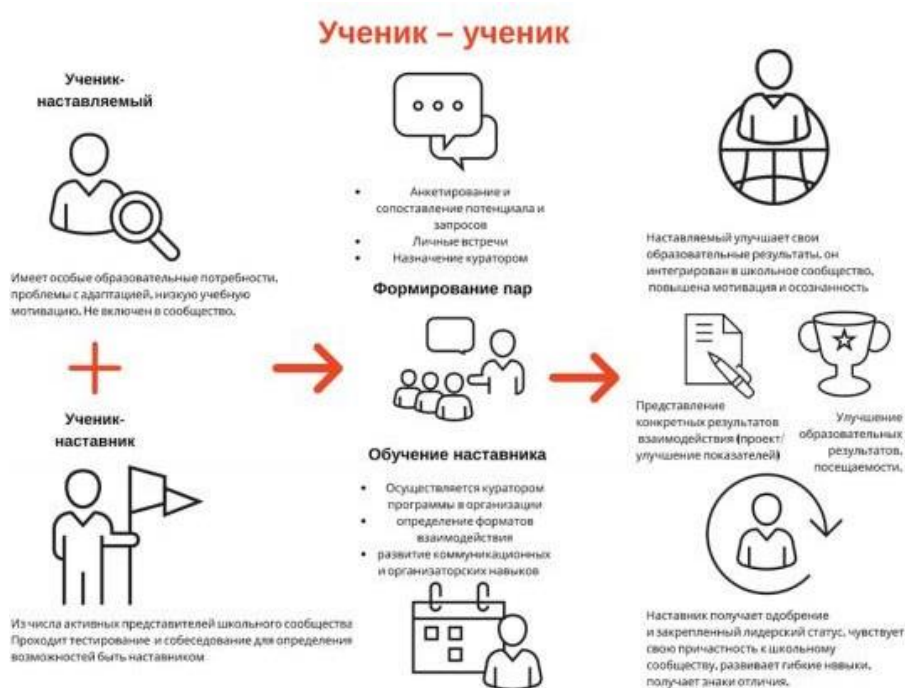 Ученик – ученик
Ученик-
наставляемый
Имеет особые образовательные потребности,
проблемы с адаптацией, низкую учебную
мотивацию. Не включен в сообщество.
Ученик-
наставник
Из числа активных представителей школьного сообщества
Проходит тестирование и собеседование для определения
возможностей быть наставником
• Анкетирование и
сопоставление потенциала и
запросов
• Личные встречи
• Назначение куратором
Формирование пар
Обучение наставника
• Осуществляется куратором
программы в организации
• определение форматов
взаимодействия
• развитие коммуникационных
и организаторских навыков
Наставляемый улучшает свои
образовательные результаты, он
интегрирован в школьное сообщество,
повышена мотивация и осознанность
Представление
конкретных результатов
взаимодействия (проект/
улучшение показателей)
Улучшение
образовательных
результатов,
посещаемости.
Наставник получает одобрение
и закрепленный лидерский статус, чувствует
свою причастность к школьному
сообществу, развивает гибкие навыки,
получает знаки отличия.